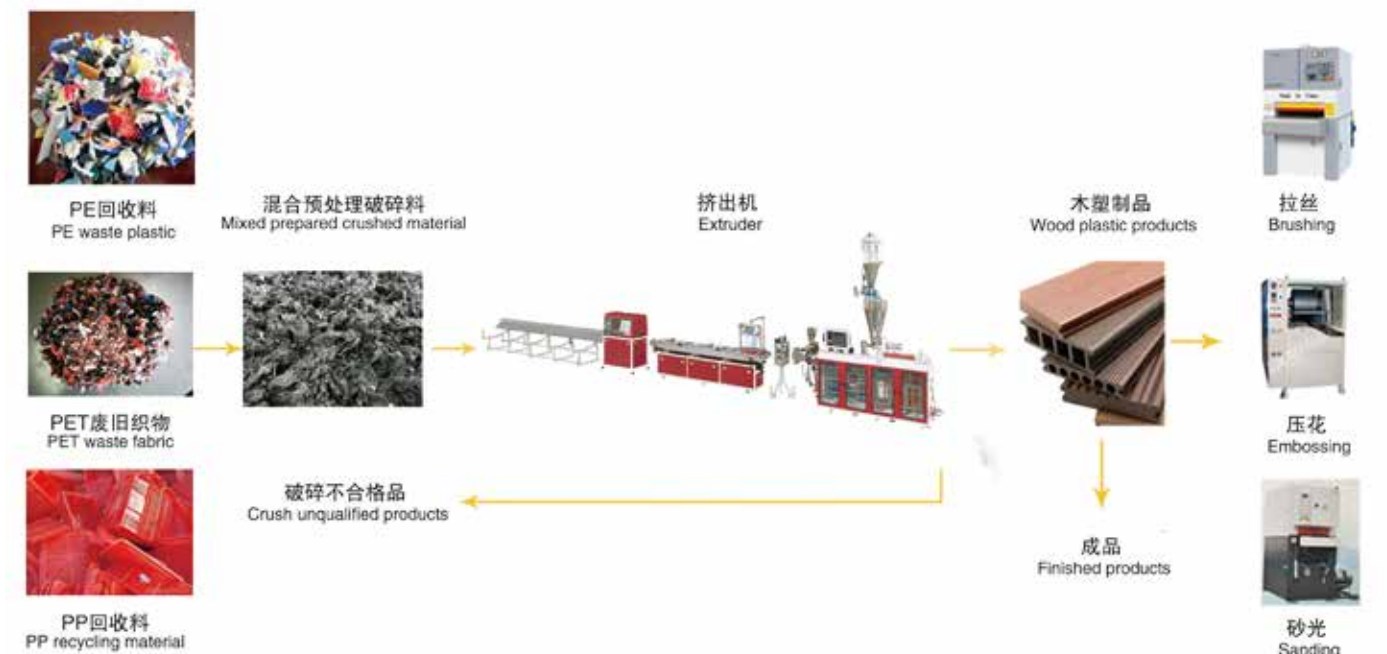 PE回收料
PE waste plastic
混合预处理破碎料
Mixed prepared crushed material
挤出机
Extruder
木塑制品
Wood plastic products
拉丝
Brushing
PET废旧织物
PET waste fabric
压花
Embossing
破碎不合格品
Crush unqualified products
成品
Finished products
PP回收料
PP recycling material
砂光
Sanding